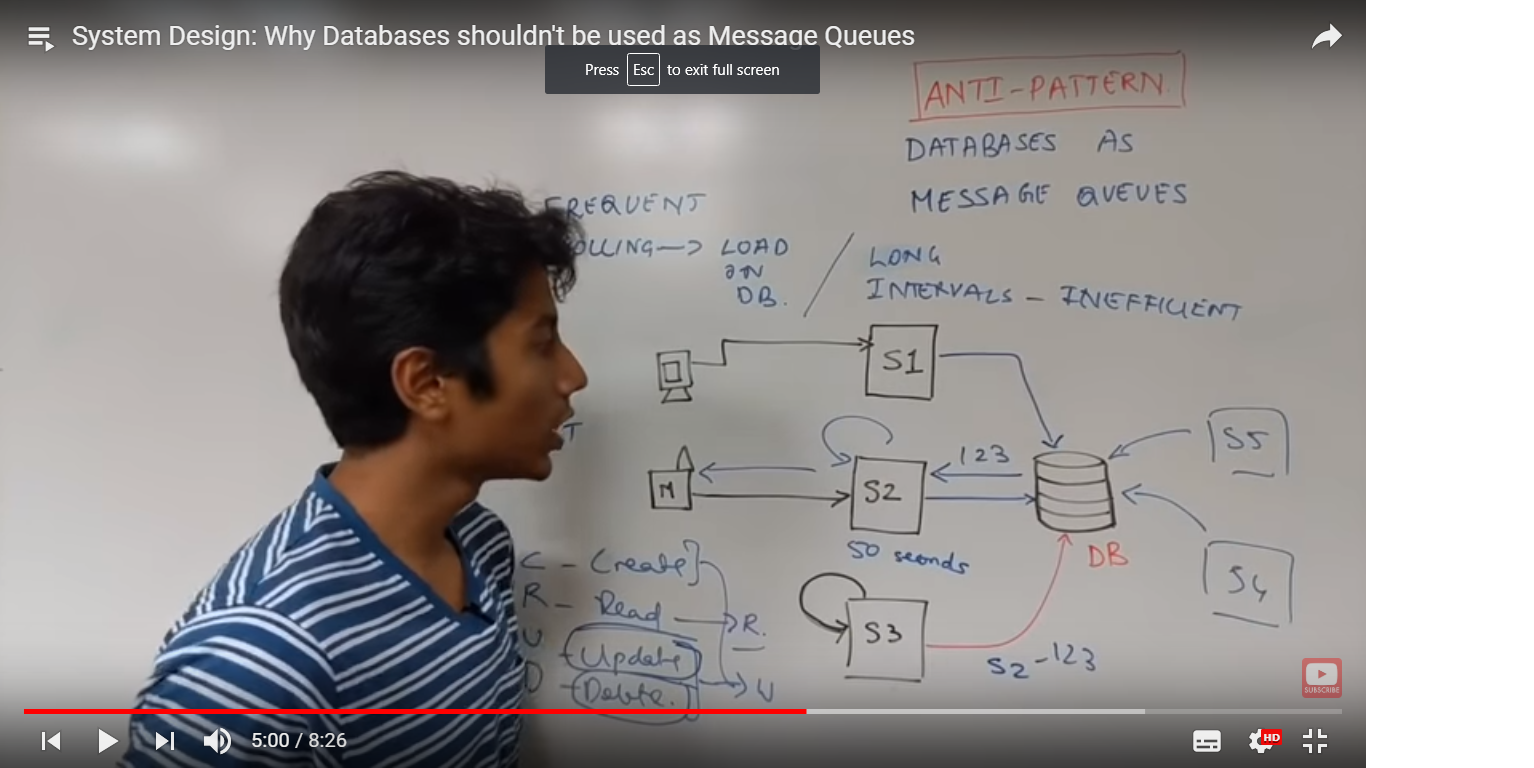 System Design: Why Databases shouldn't be used as Message Queues
Press Esc to exit full screen
ANTI-PATTERN.
DATABASES AS
MESSAGE QUEUES
FREQUENT
OLLING → LOAD
ON
DB.
/
LONG
INTERVALS - INEFFICIENT
S1
S5
T
123
M
S2
50 seconds
DB
S4
C - Create
R - Read → R.
U - Update
D - Delete. → W
S3
S2 - 123
SUBSCRIBE
5:00 / 8:26
HD